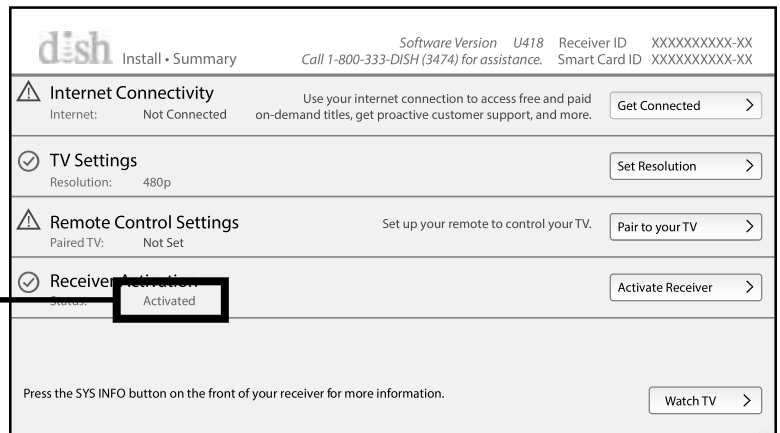 dish Install • Summary
Software Version U418 Receiver ID XXXXXXXXXX-XX
Call 1-800-333-DISH (3474) for assistance. Smart Card ID XXXXXXXXXX-XX
Internet Connectivity
Internet: Not Connected
Use your internet connection to access free and paid
on-demand titles, get proactive customer support, and more.
Get Connected >
TV Settings
Resolution: 480p
Set Resolution >
Remote Control Settings
Paired TV: Not Set
Set up your remote to control your TV.
Pair to your TV >
Receiver Activation
Status: Activated
Activate Receiver >
Press the SYS INFO button on the front of your receiver for more information.
Watch TV >